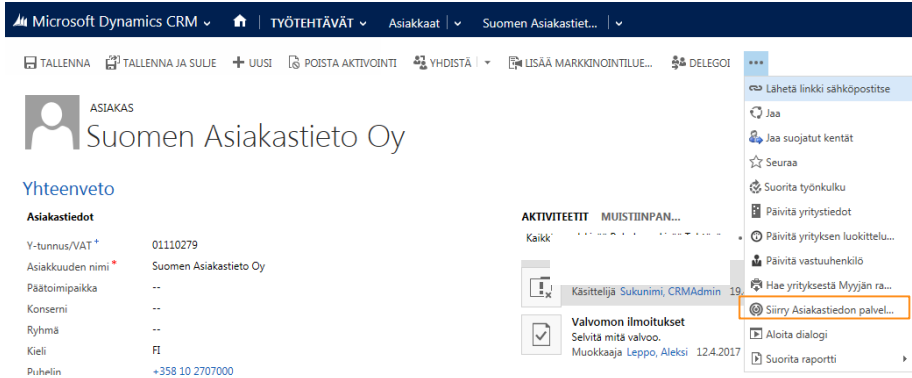 Microsoft Dynamics CRM TYÖTEHTÄVÄT Asiakkaat Suomen Asiakastiet...
TALLENNA TALLENNA JA SULJE UUSI POISTA AKTIVOINTI YHDISTÄ LISÄÄ MARKKINOINTILUE... DELEGOI ...
ASIAKAS
Suomen Asiakastieto Oy
Yhteenveto
Asiakastiedot
Y-tunnus/VAT + 01110279
Asiakkuuden nimi * Suomen Asiakastieto Oy
Päätoimipaikka --
Konserni --
Ryhmä --
Kieli FI
Puhelin +358 10 2707000
AKTIVITEETIT MUISTIINPAN...
Kaikk
Käsittelijä Sukunimi, CRMAdmin 19,
Valvomon ilmoitukset
Selvitä mitä valvoo.
Muokkaaja Leppo, Aleksi 12.4.2017
Lähetä linkki sähköpostitse
Jaa
Jaa suojatut kentät
Seuraa
Suorita työnkulku
Päivitä yritystiedot
Päivitä yrityksen luokittelu...
Päivitä vastuuhenkilö
Hae yrityksestä Myyjän ra...
Siirry Asiakastiedon palvel...
Aloita dialogi
Suorita raportti